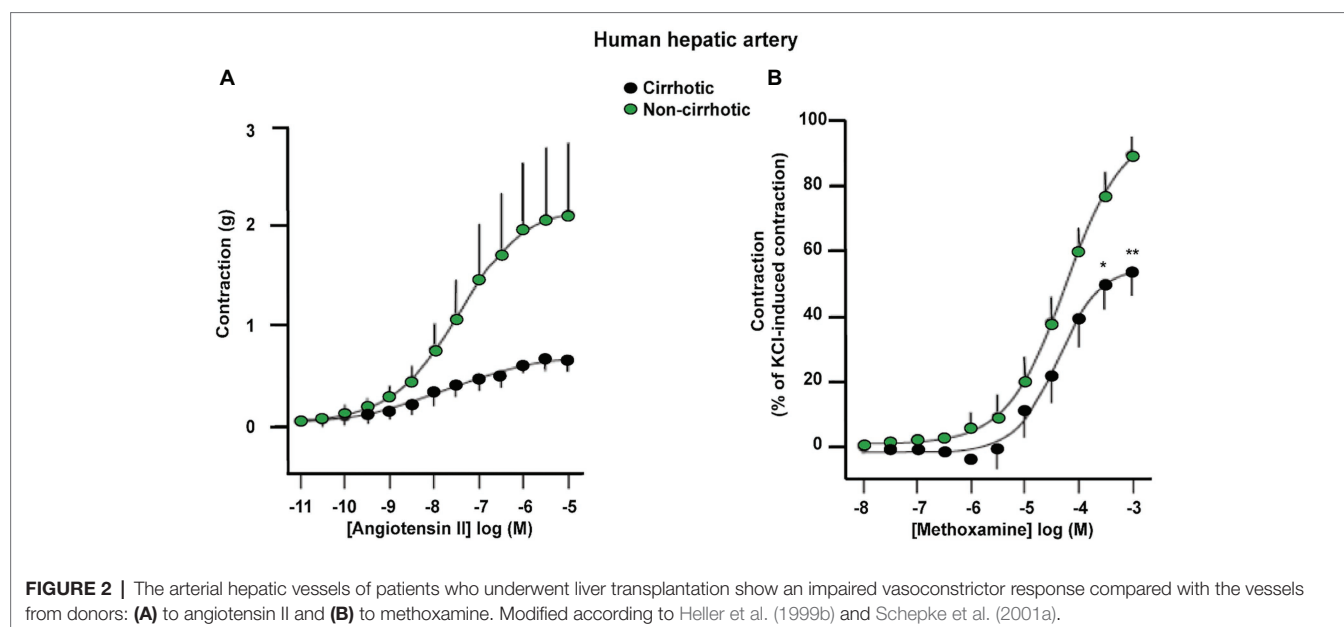 Human hepatic artery
A
B
Cirrhotic
Non-cirrhotic
Contraction (g)
3
2
1
0
-11 -10 -9 -8 -7 -6 -5
[Angiotensin II] log (M)
Contraction
(% of KCl-induced contraction)
100
80
60
40
20
0
* **
-8 -7 -6 -5 -4 -3
[Methoxamine] log (M)
FIGURE 2 | The arterial hepatic vessels of patients who underwent liver transplantation show an impaired vasoconstrictor response compared with the vessels
from donors: (A) to angiotensin II and (B) to methoxamine. Modified according to Heller et al. (1999b) and Schepke et al. (2001a).